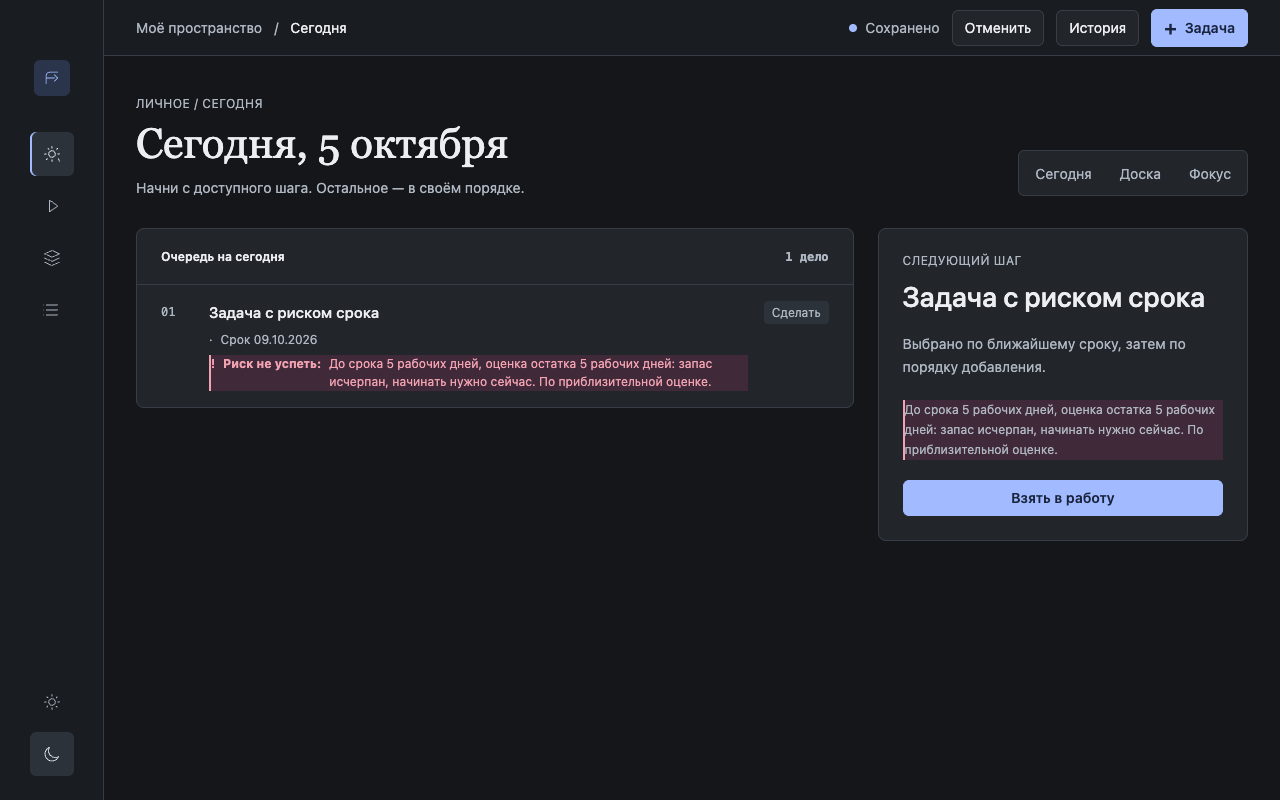 Моё пространство / Сегодня
Сохранено
Отменить
История
+ Задача
ЛИЧНОЕ / СЕГОДНЯ
Сегодня, 5 октября
Начни с доступного шага. Остальное — в своём порядке.
Сегодня
Доска
Фокус
Очередь на сегодня
1 дело
01
Задача с риском срока
Сделать
· Срок 09.10.2026
! Риск не успеть: До срока 5 рабочих дней, оценка остатка 5 рабочих дней: запас
исчерпан, начинать нужно сейчас. По приблизительной оценке.
СЛЕДУЮЩИЙ ШАГ
Задача с риском срока
Выбрано по ближайшему сроку, затем по
порядку добавления.
До срока 5 рабочих дней, оценка остатка 5 рабочих
дней: запас исчерпан, начинать нужно сейчас. По
приблизительной оценке.
Взять в работу